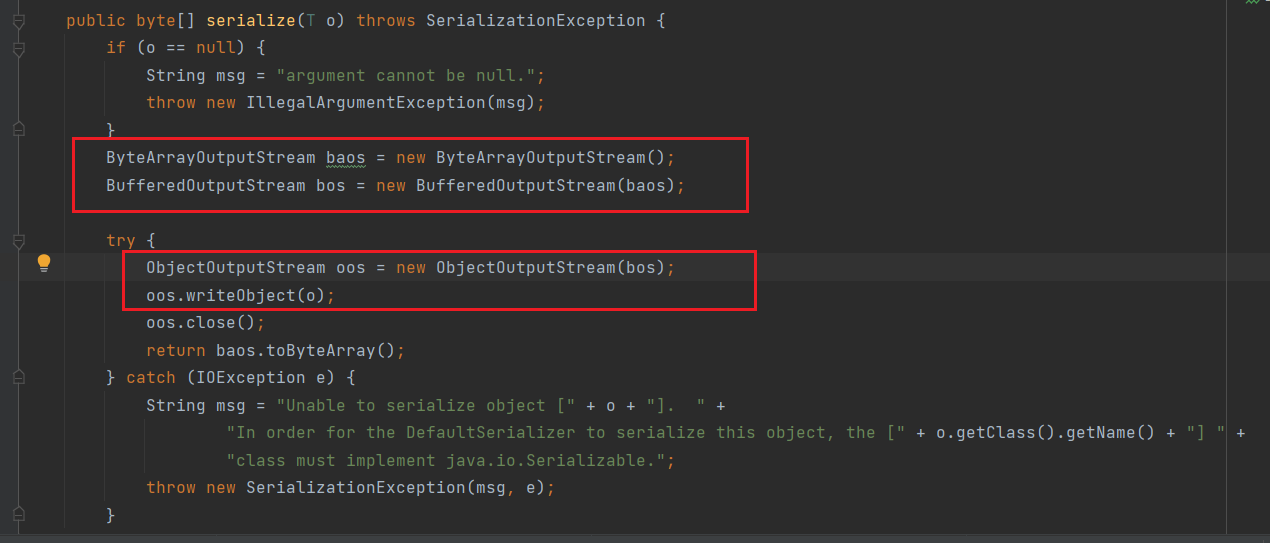 public byte[] serialize(T o) throws SerializationException {
if (o == null) {
String msg = "argument cannot be null.";
throw new IllegalArgumentException(msg);
}
ByteArrayOutputStream baos = new ByteArrayOutputStream();
BufferedOutputStream bos = new BufferedOutputStream(baos);
try {
ObjectOutputStream oos = new ObjectOutputStream(bos);
oos.writeObject(o);
oos.close();
return baos.toByteArray();
} catch (IOException e) {
String msg = "Unable to serialize object [" + o + "].  " +
"In order for the DefaultSerializer to serialize this object, the [" + o.getClass().getName() + "] " +
"class must implement java.io.Serializable.";
throw new SerializationException(msg, e);
}